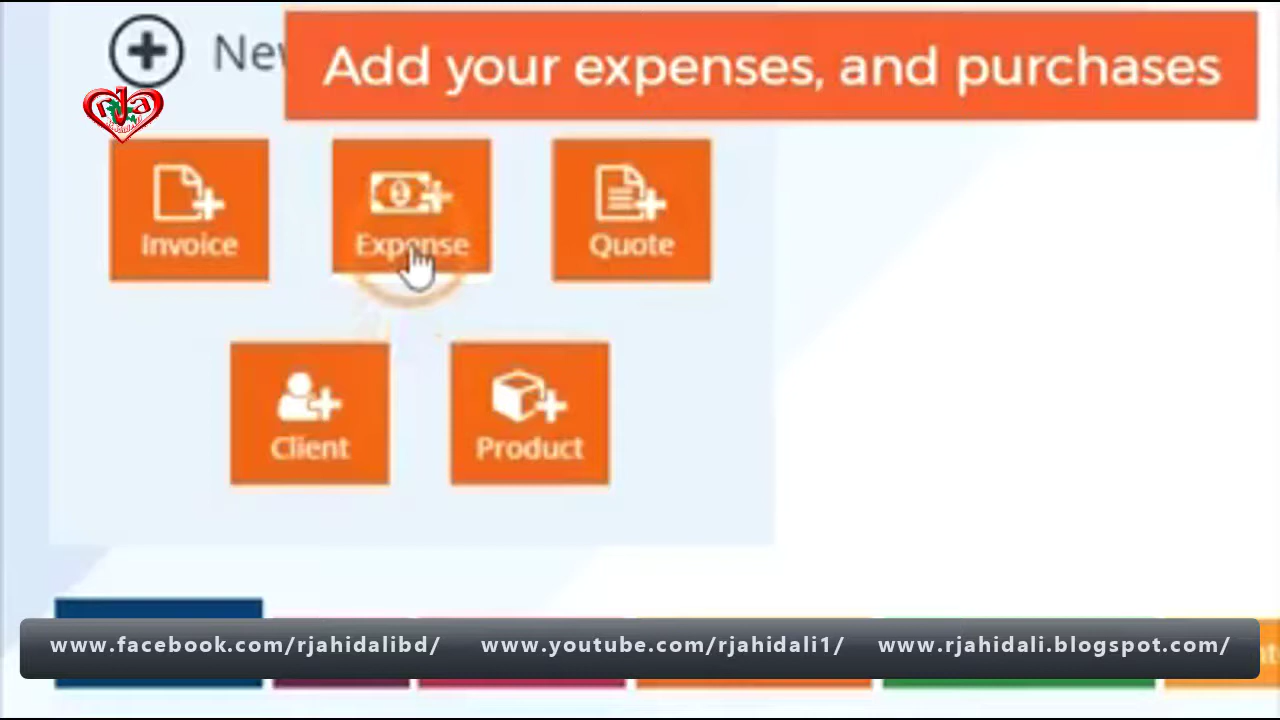 Add your expenses, and purchases
rja
Invoice
Expense
Quote
Client
Product
www.facebook.com/rjahidalibd/ www.youtube.com/rjahidali1/ www.rjahidali.blogspot.com/